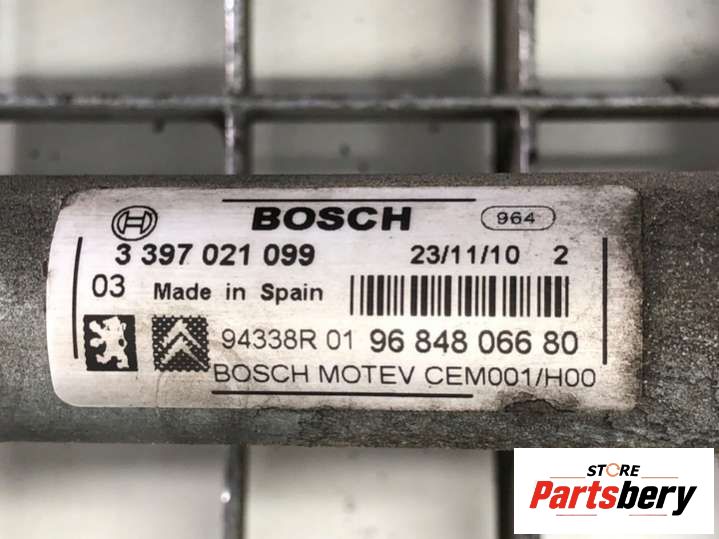 BOSCH 964
3 397 021 099 23/11/10 2
03 Made in Spain
94338R 01 96 848 066 80
BOSCH MOTEV CEM001/H00
STORE
Partsbery